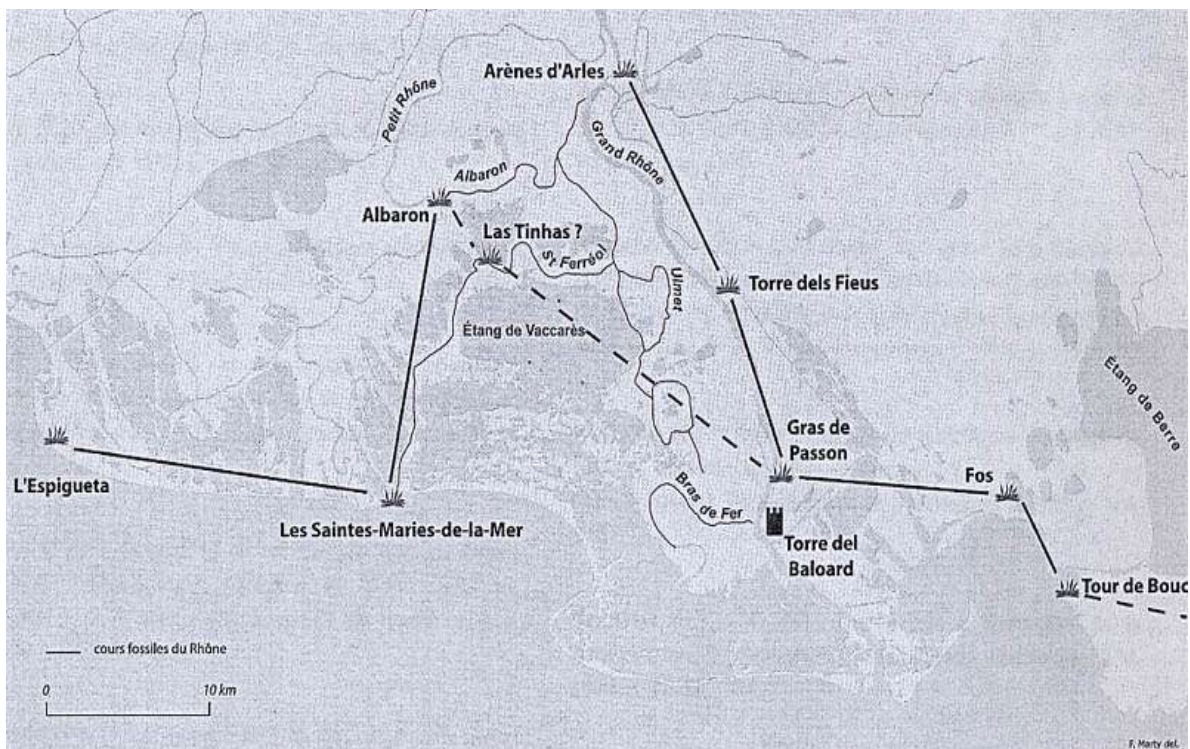 Arènes d'Arles
Petit Rhône
Grand Rhône
Albaron
Albaron
Las Tinhas ?
St Ferréol
Ulmet
Torre dels Fieus
Étang de Vaccarès
Étang de Berre
Gras de
Passon
L'Espigueta
Fos
Bras de Fer
Les Saintes-Maries-de-la-Mer
Torre del
Baloard
Tour de Bouc
cours fossiles du Rhône
0 10 km
F. Marty del.